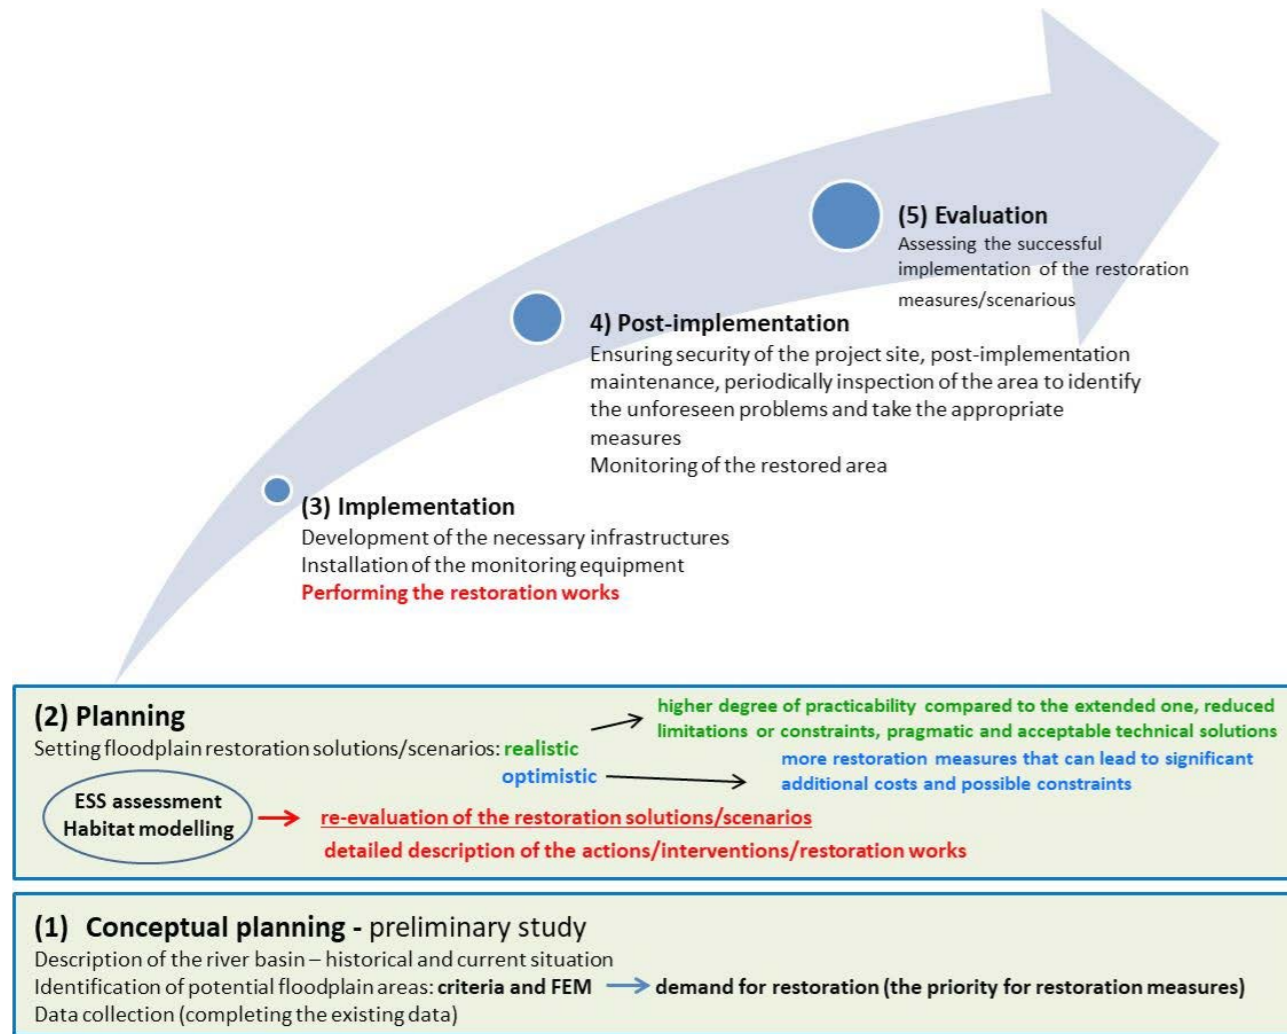 (5) Evaluation
Assessing the successful
implementation of the restoration
measures/scenarious
4) Post-implementation
Ensuring security of the project site, post-implementation
maintenance, periodically inspection of the area to identify
the unforeseen problems and take the appropriate
measures
Monitoring of the restored area
(3) Implementation
Development of the necessary infrastructures
Installation of the monitoring equipment
Performing the restoration works
(2) Planning
Setting floodplain restoration solutions/scenarios: realistic
optimistic
higher degree of practicability compared to the extended one, reduced
limitations or constraints, pragmatic and acceptable technical solutions
more restoration measures that can lead to significant
additional costs and possible constraints
ESS assessment
Habitat modelling
re-evaluation of the restoration solutions/scenarios
detailed description of the actions/interventions/restoration works
(1) Conceptual planning - preliminary study
Description of the river basin – historical and current situation
Identification of potential floodplain areas: criteria and FEM demand for restoration (the priority for restoration measures)
Data collection (completing the existing data)